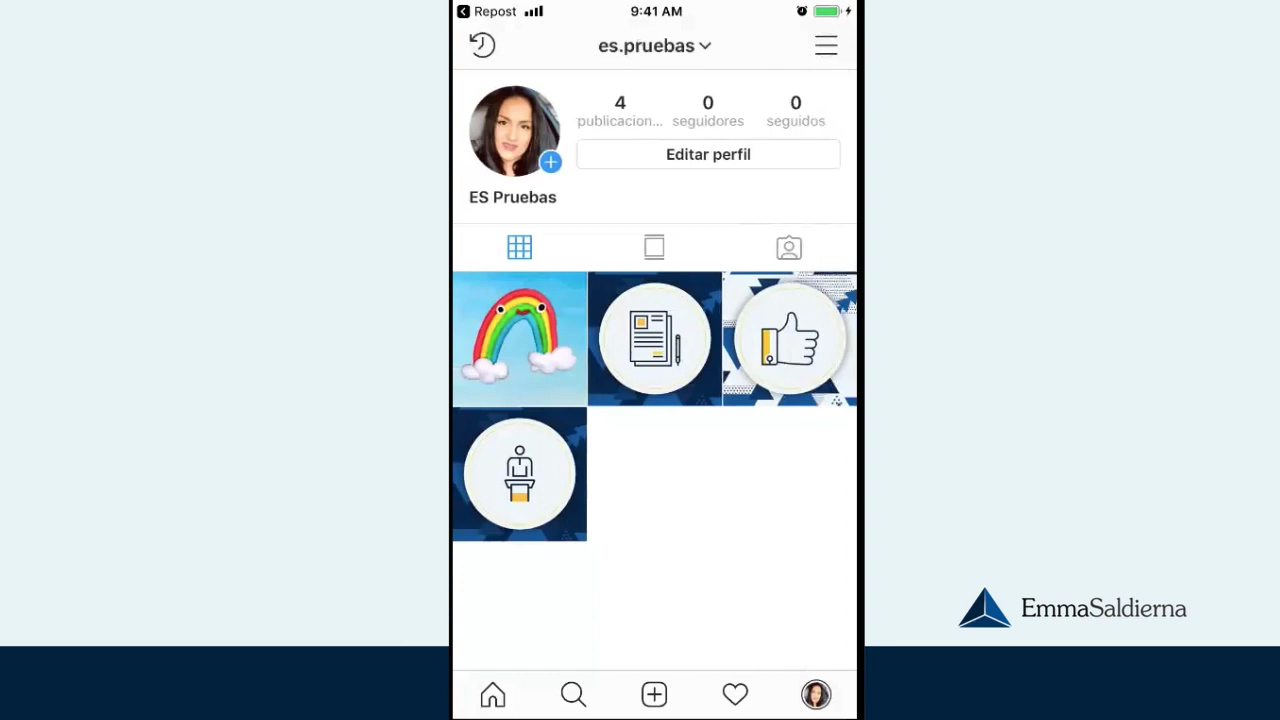 Repost
9:41 AM
es.pruebas
4
0
0
publicacion...
seguidores
seguidos
Editar perfil
ES Pruebas
EmmaSaldierna